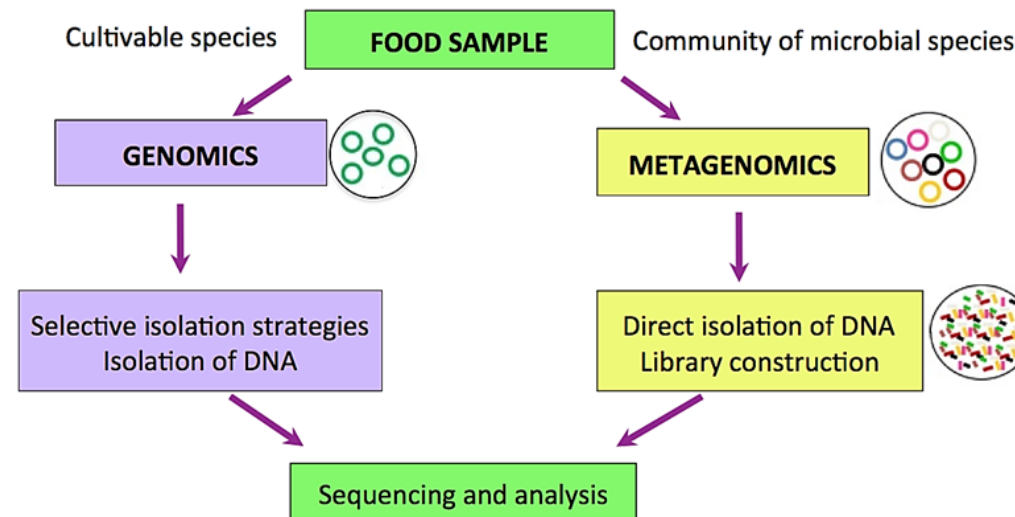 Cultivable species
FOOD SAMPLE
Community of microbial species
GENOMICS
METAGENOMICS
Selective isolation strategies
Isolation of DNA
Direct isolation of DNA
Library construction
Sequencing and analysis